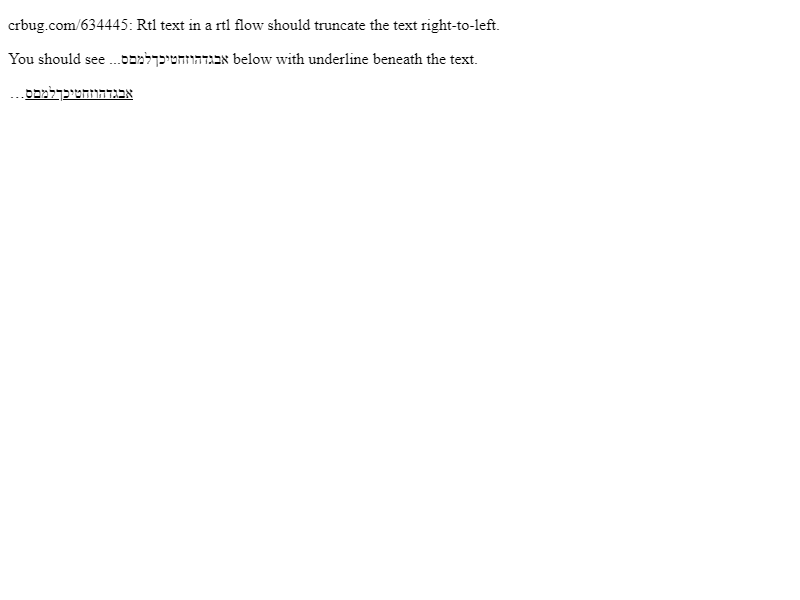 crbug.com/634445: Rtl text in a rtl flow should truncate the text right-to-left.
You should see ...אבגדהוזחטיכךלמםס below with underline beneath the text.
אבגדהוזחטיכךלמםס…